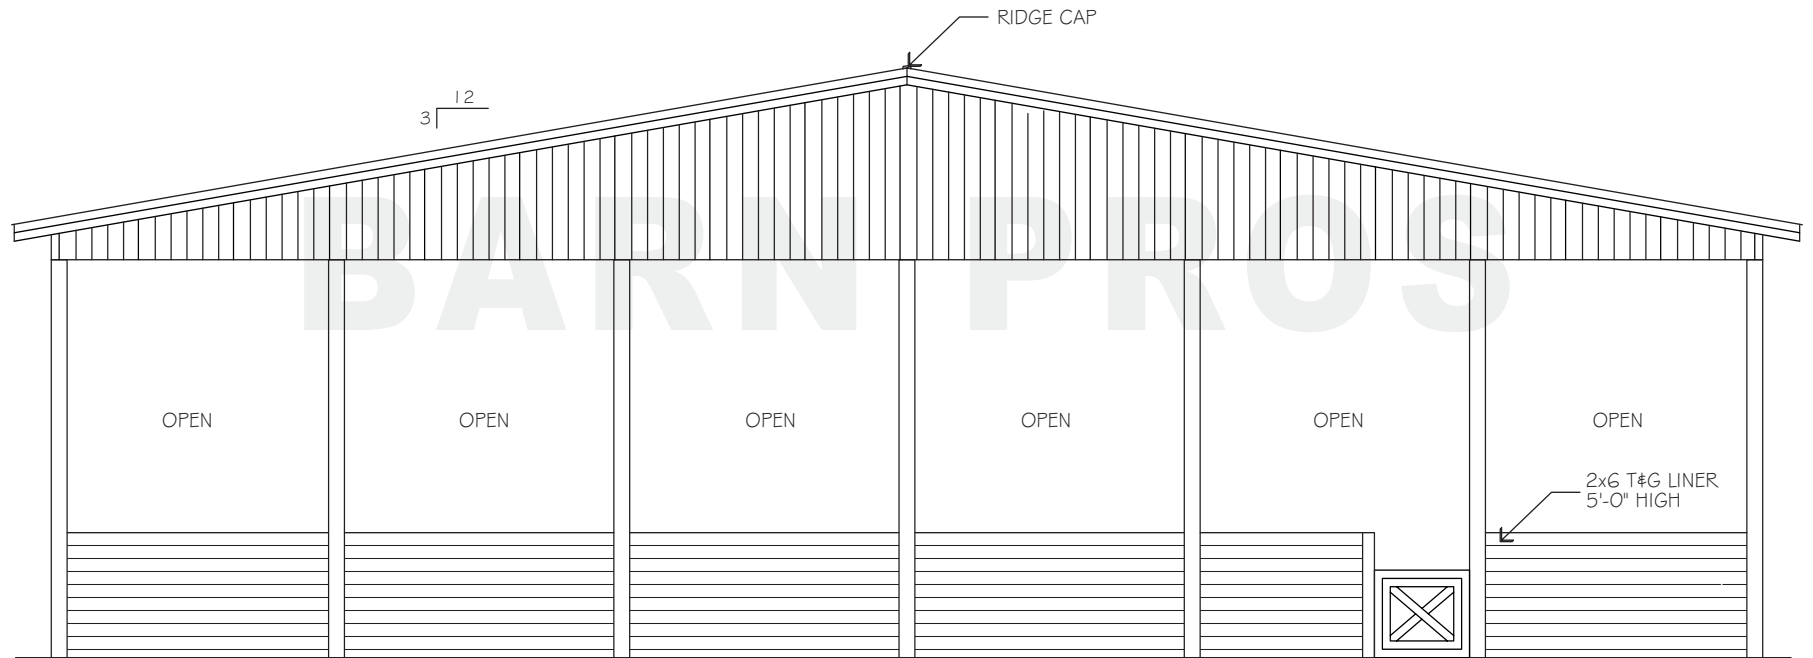 RIDGE CAP
12
3
BARN PROS
OPEN OPEN OPEN OPEN OPEN OPEN
2x6 T&G LINER
5'-0" HIGH